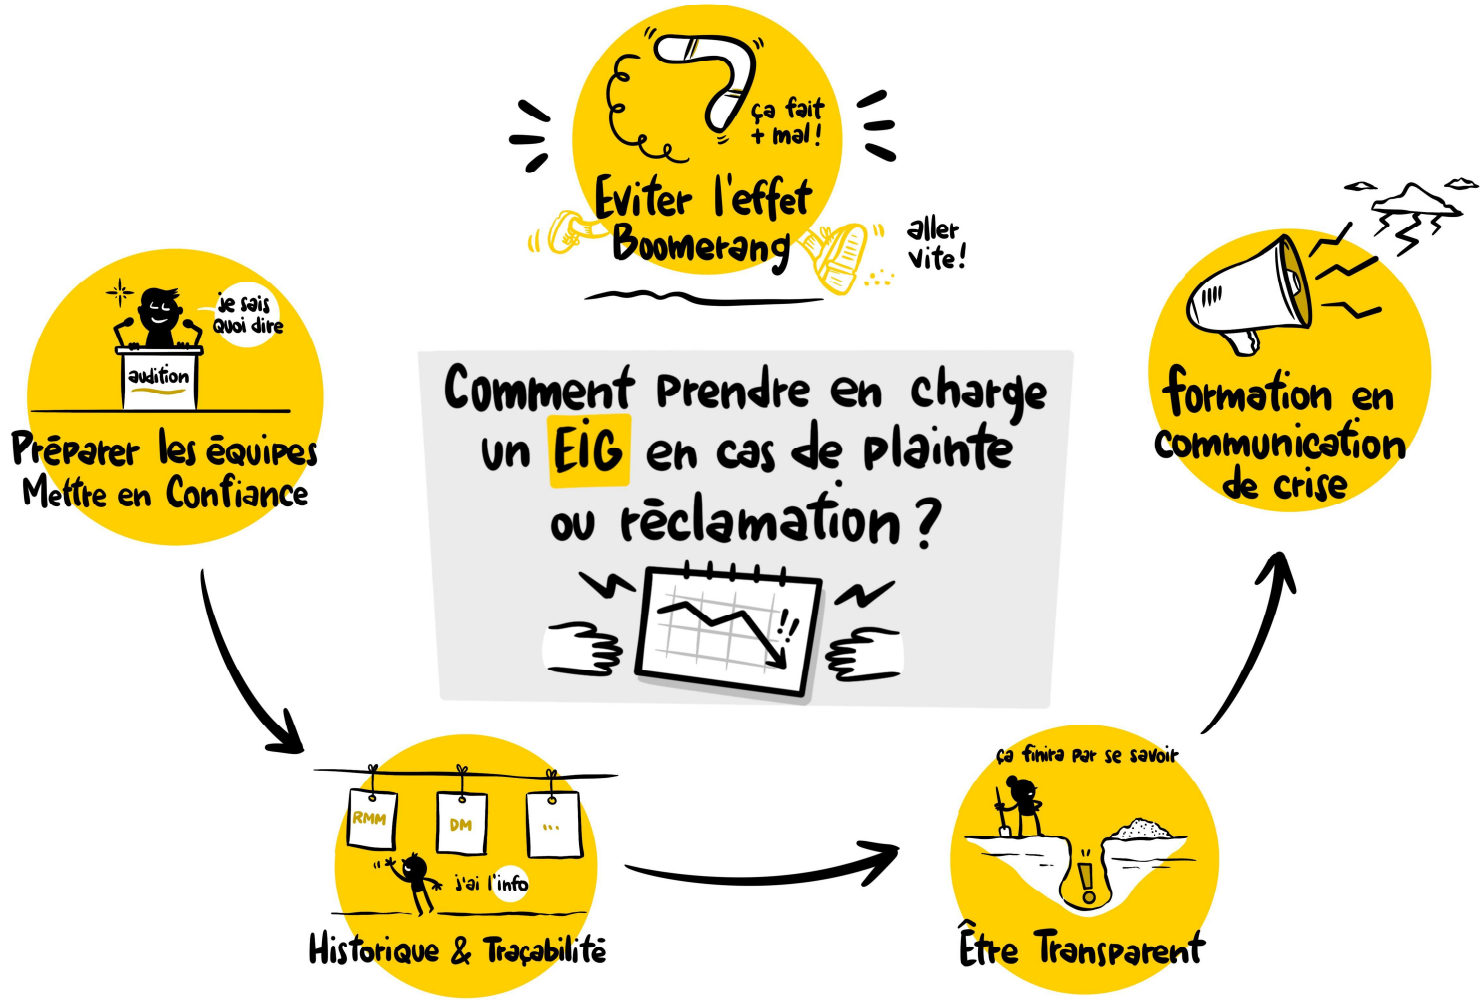 ça fait
+ mal !
Eviter l'effet
Boomerang
aller
vite !
je sais
quoi dire
audition
Préparer les équipes
Mettre en Confiance
Comment prendre en charge
un EIG en cas de plainte
ou réclamation ?
!!
formation en
communication
de crise
RMM
DM
...
j'ai l'info
Historique & Traçabilité
ça finira par se savoir
!
Être Transparent